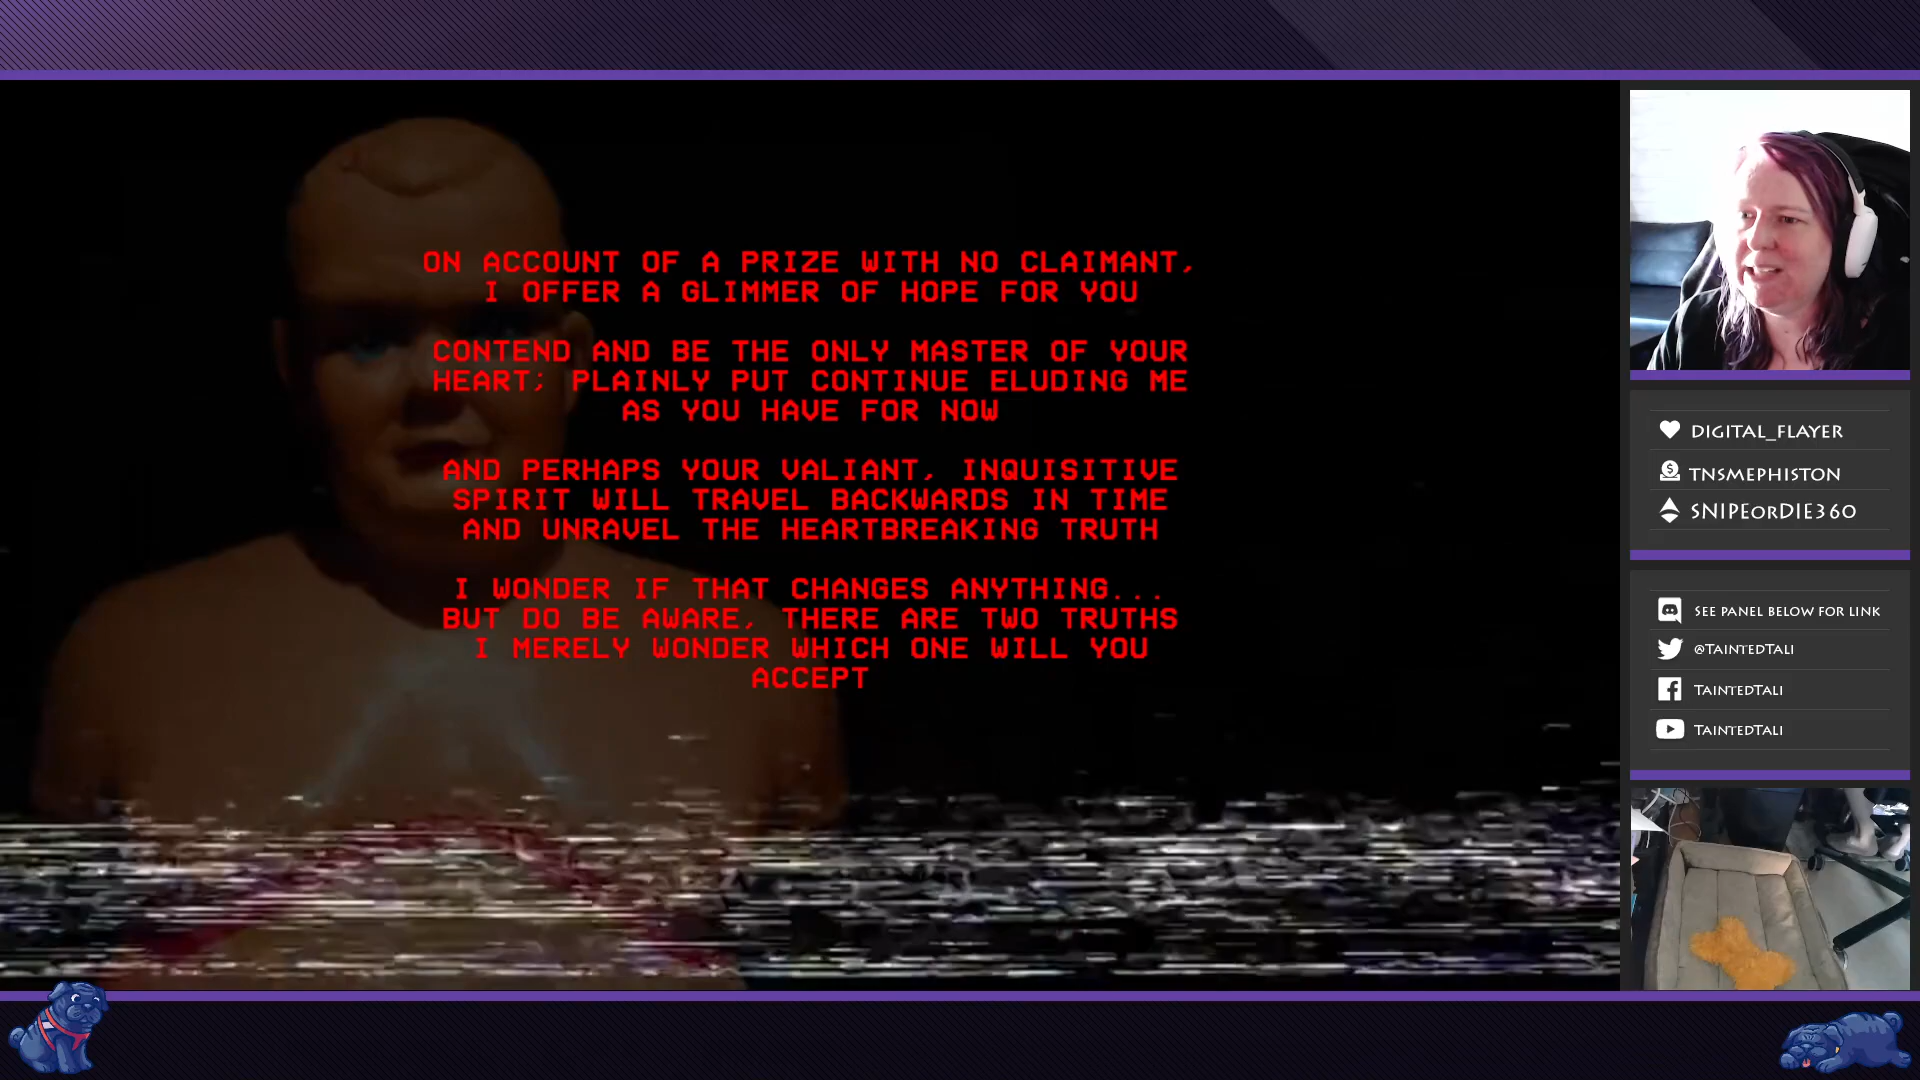 ON ACCOUNT OF A PRIZE WITH NO CLAIMANT,
I OFFER A GLIMMER OF HOPE FOR YOU
CONTEND AND BE THE ONLY MASTER OF YOUR
HEART; PLAINLY PUT CONTINUE ELUDING ME
AS YOU HAVE FOR NOW
AND PERHAPS YOUR VALIANT, INQUISITIVE
SPIRIT WILL TRAVEL BACKWARDS IN TIME
AND UNRAVEL THE HEARTBREAKING TRUTH
I WONDER IF THAT CHANGES ANYTHING...
BUT DO BE AWARE, THERE ARE TWO TRUTHS
I MERELY WONDER WHICH ONE WILL YOU
ACCEPT
DIGITAL_FLAYER
TNSMEPHISTON
SNIPEorDIE360
SEE PANEL BELOW FOR LINK
@TAINTEDTALI
TAINTEDTALI
TAINTEDTALI